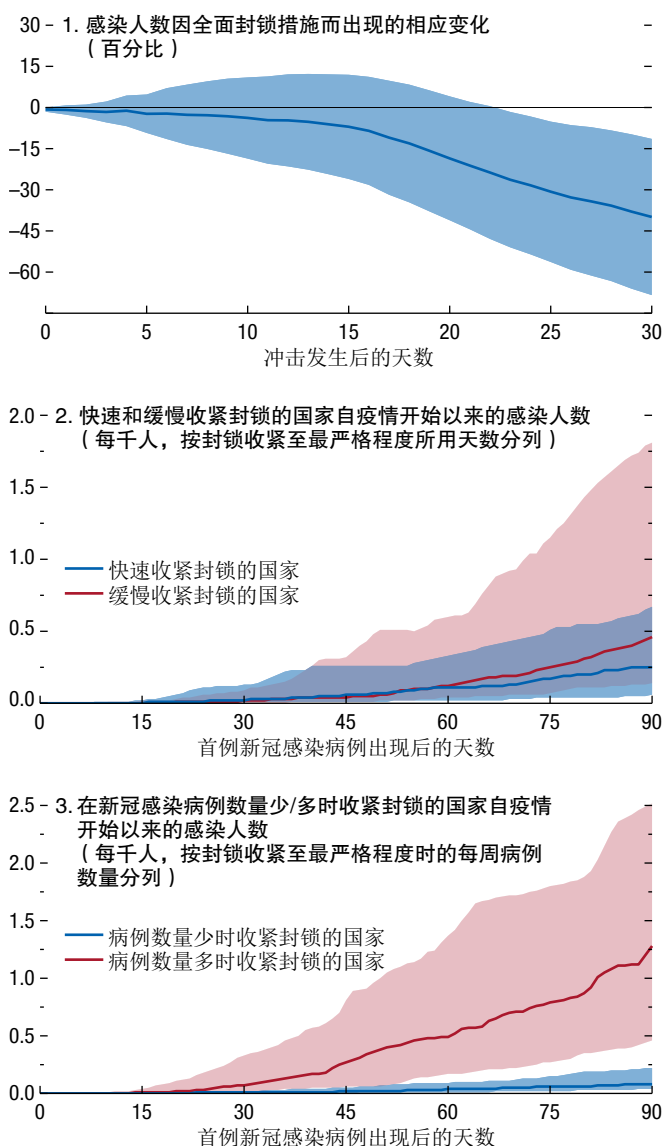 1. 感染人数因全面封锁措施而出现的相应变化
（百分比）
30
15
0
–15
–30
–45
–60
0 5 10 15 20 25 30
冲击发生后的天数
2. 快速和缓慢收紧封锁的国家自疫情开始以来的感染人数
（每千人，按封锁收紧至最严格程度所用天数分列）
2.0
1.5
1.0
0.5
0.0
快速收紧封锁的国家
缓慢收紧封锁的国家
0 15 30 45 60 75 90
首例新冠感染病例出现后的天数
3. 在新冠感染病例数量少/多时收紧封锁的国家自疫情
开始以来的感染人数
（每千人，按封锁收紧至最严格程度时的每周病例
数量分列）
2.5
2.0
1.5
1.0
0.5
0.0
病例数量少时收紧封锁的国家
病例数量多时收紧封锁的国家
0 15 30 45 60 75 90
首例新冠感染病例出现后的天数